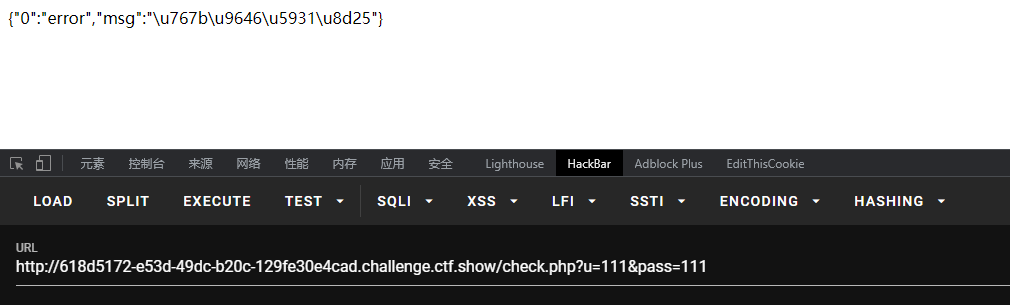 {"0":"error","msg":"\u767b\u9646\u5931\u8d25"}
元素 控制台 来源 网络 性能 内存 应用 安全 Lighthouse HackBar Adblock Plus EditThisCookie
LOAD SPLIT EXECUTE TEST SQLI XSS LFI SSTI ENCODING HASHING
URL
http://618d5172-e53d-49dc-b20c-129fe30e4cad.challenge.ctf.show/check.php?u=111&pass=111